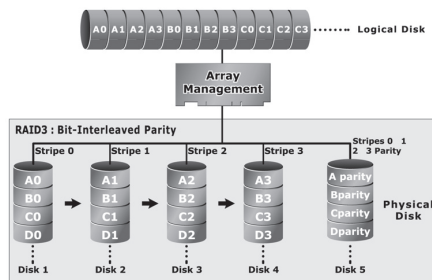 A0 A1 A2 A3 B0 B1 B2 B3 C0 C1 C2 C3
Logical Disk
Array
Management
RAID3 : Bit-Interleaved Parity
Stripe 0
Stripe 1
Stripe 2
Stripe 3
Stripes 0 1
2 3 Parity
A0
B0
C0
D0
A1
B1
C1
D1
A2
B2
C2
D2
A3
B3
C3
D3
A parity
Bparity
Cparity
Dparity
Physical
Disk
Disk 1
Disk 2
Disk 3
Disk 4
Disk 5